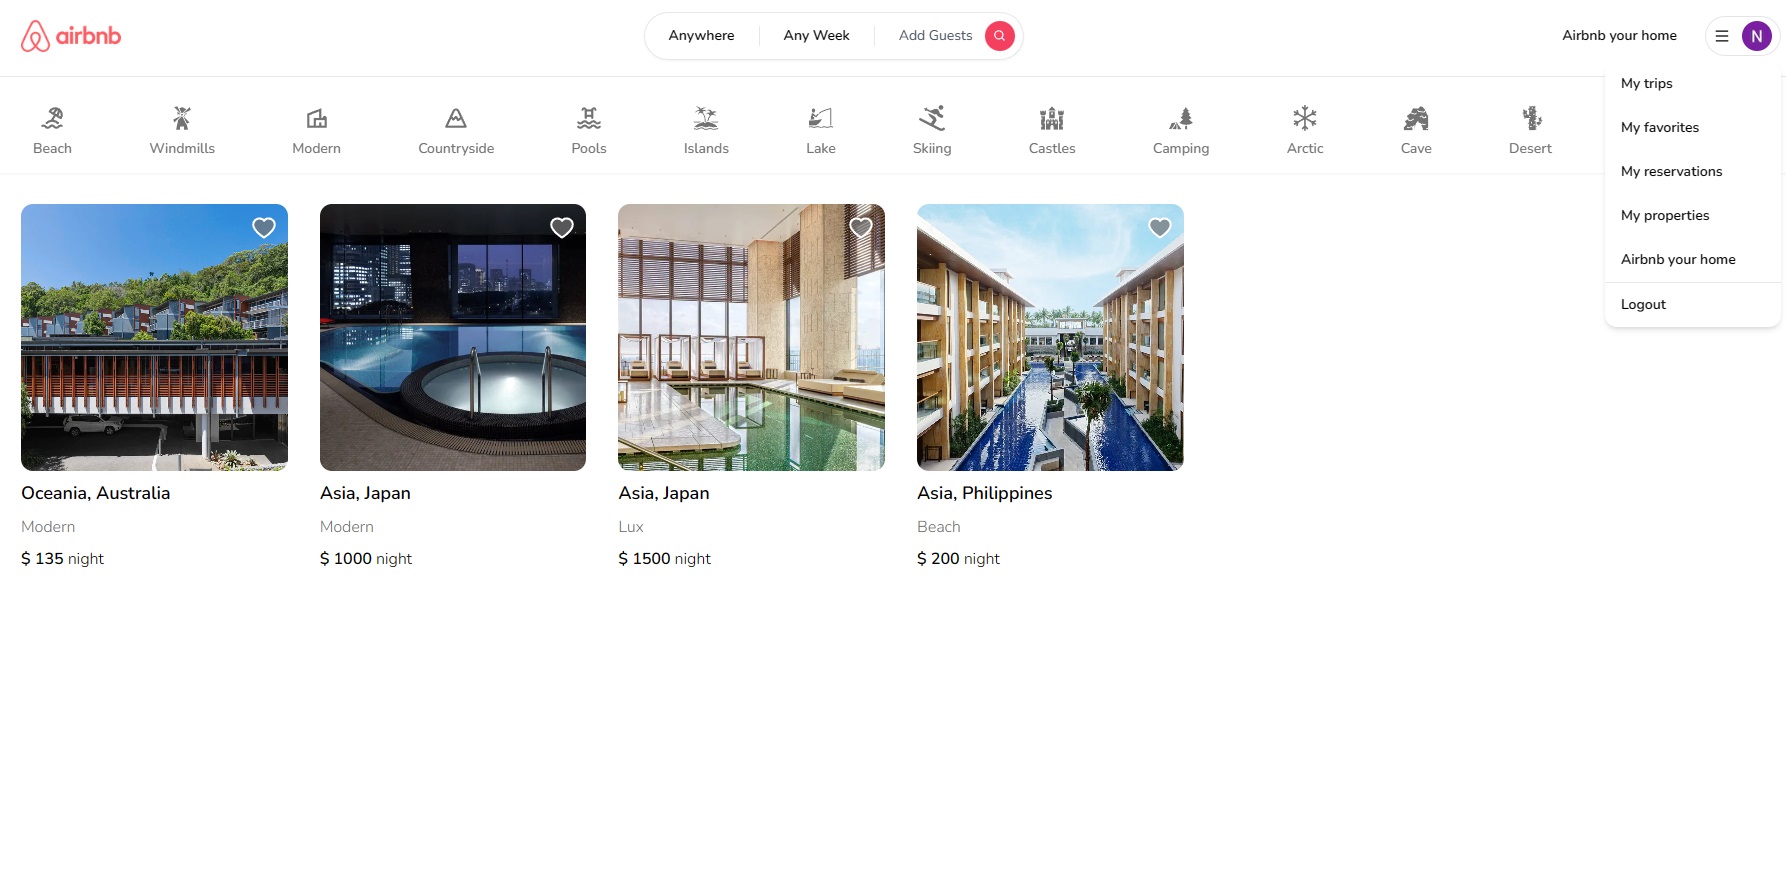 airbnb
Anywhere
Any Week
Add Guests
Airbnb your home
N
My trips
My favorites
My reservations
My properties
Airbnb your home
Logout
Beach
Windmills
Modern
Countryside
Pools
Islands
Lake
Skiing
Castles
Camping
Arctic
Cave
Desert
Oceania, Australia
Modern
$ 135 night
Asia, Japan
Modern
$ 1000 night
Asia, Japan
Lux
$ 1500 night
Asia, Philippines
Beach
$ 200 night